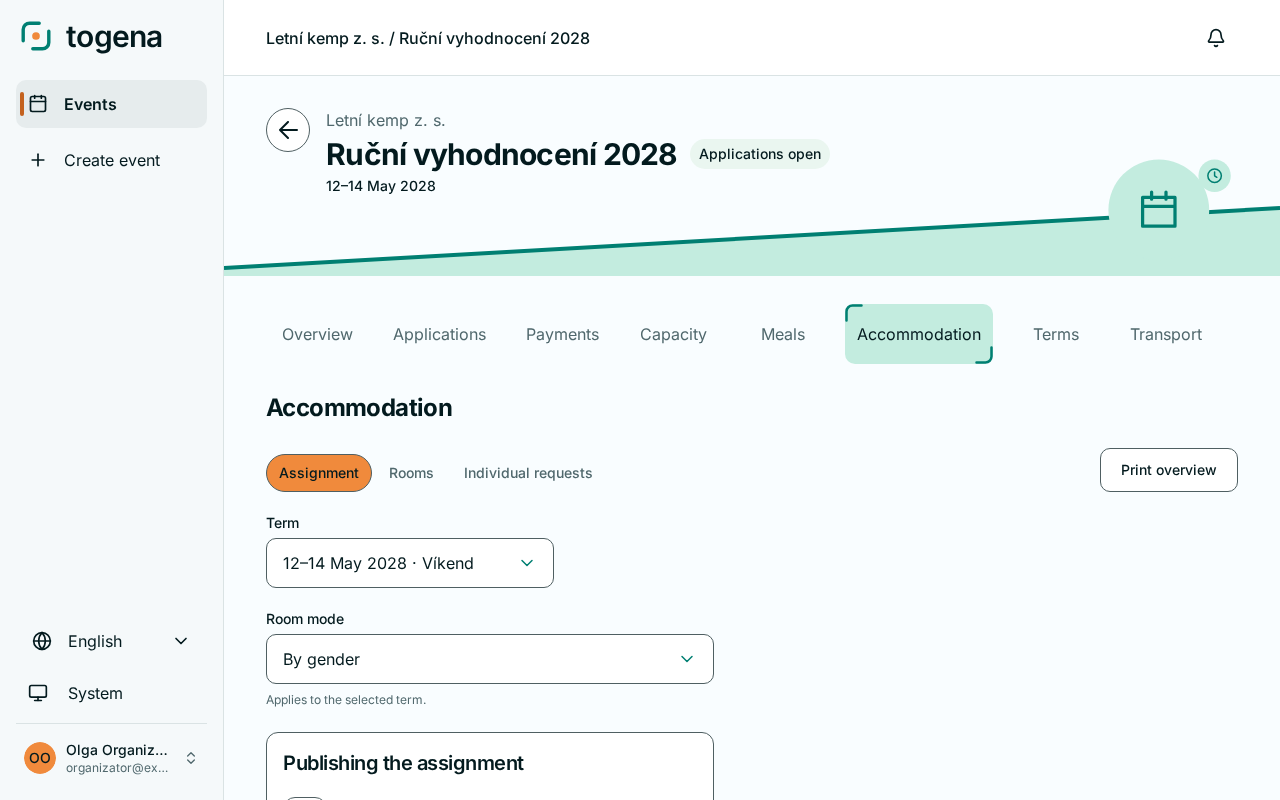 togena
Events
Create event
English
System
OO
Olga Organiz...
organizator@ex...
Letní kemp z. s. / Ruční vyhodnocení 2028
Letní kemp z. s.
Ruční vyhodnocení 2028
Applications open
12–14 May 2028
Overview
Applications
Payments
Capacity
Meals
Accommodation
Terms
Transport
Accommodation
Assignment
Rooms
Individual requests
Print overview
Term
12–14 May 2028 · Víkend
Room mode
By gender
Applies to the selected term.
Publishing the assignment